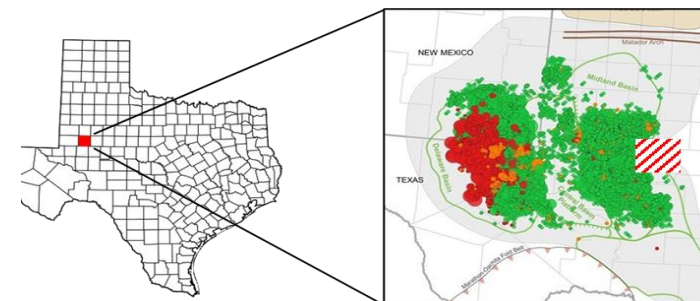 NEW MEXICO
Matador Arch
Midland Basin
Delaware Basin
TEXAS
Central Basin
Platform
Marathon-Ouachita Fold Belt